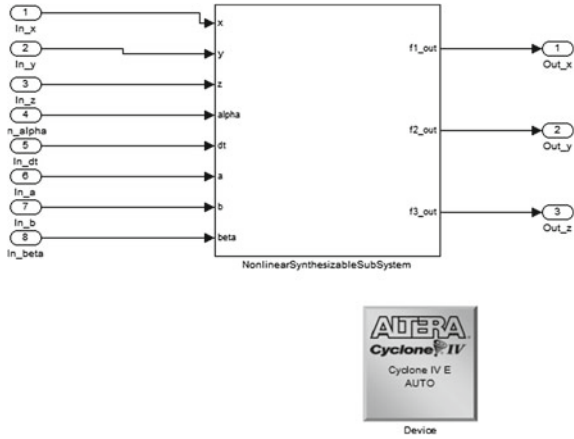 1
In_x
2
In_y
3
In_z
4
n_alpha
5
In_dt
6
In_a
7
In_b
8
In_beta
x
y
z
alpha
dt
a
b
beta
f1_out
f2_out
f3_out
NonlinearSynthesizableSubSystem
1
Out_x
2
Out_y
3
Out_z
ALTERA
Cyclone IV
Cyclone IV E
AUTO
Device